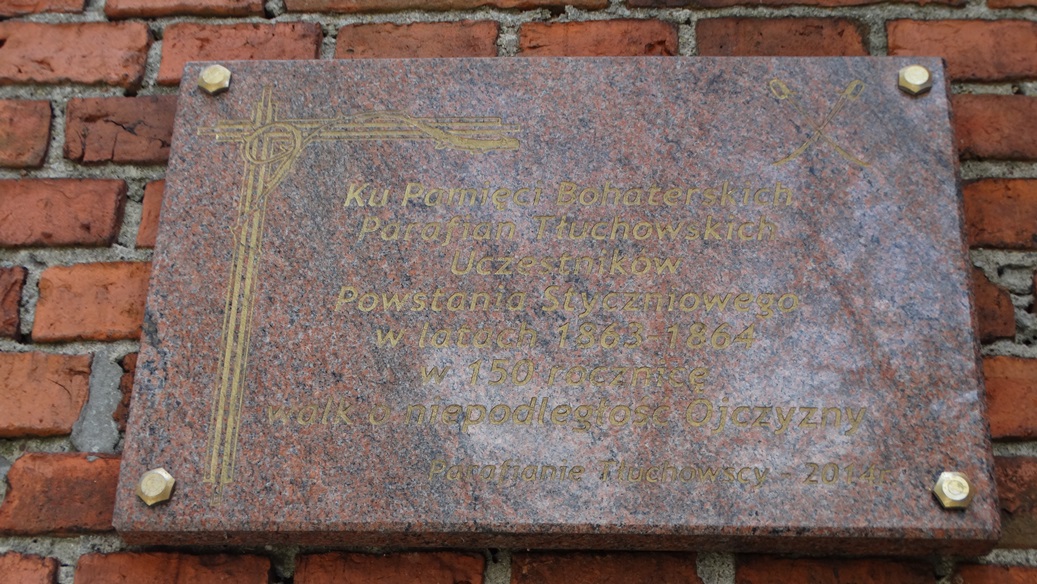 Ku Pamięci Bohaterskich
Parafian Tłuchowskich
Uczestników
Powstania Styczniowego
w latach 1863-1864
w 150 rocznicę
walk o niepodległość Ojczyzny
Parafianie Tłuchowscy - 2014r.